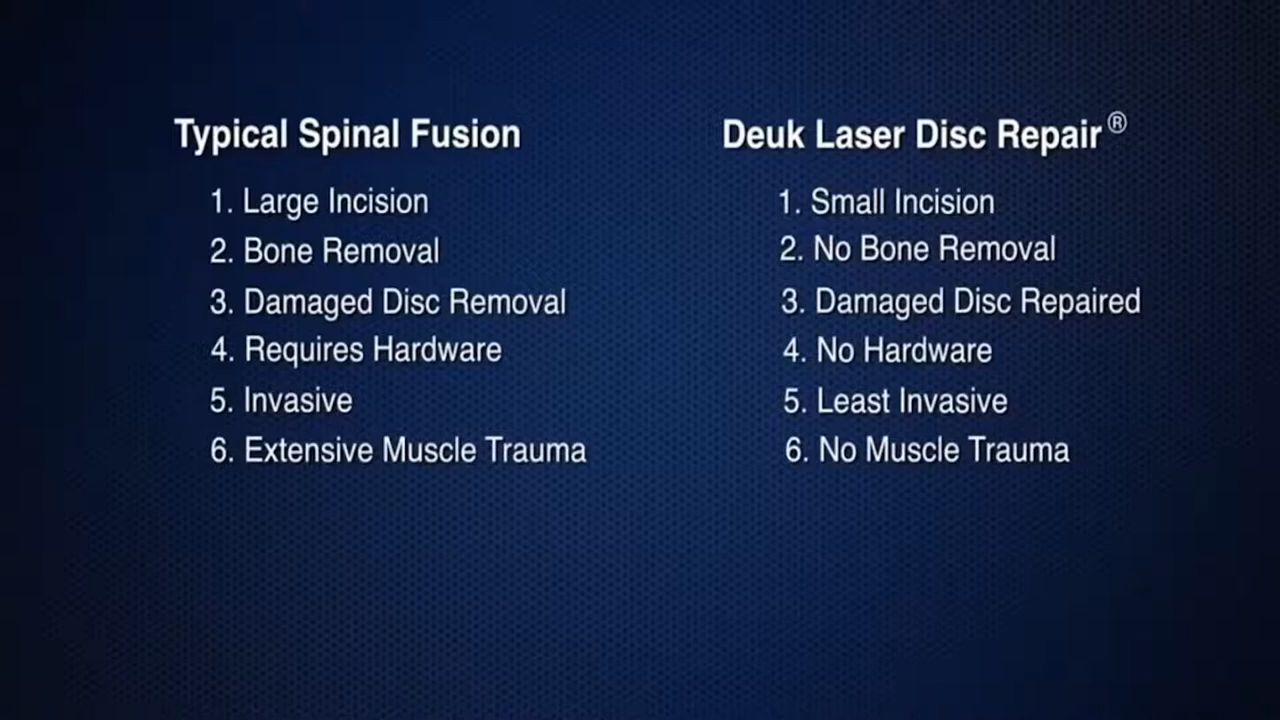 Typical Spinal Fusion
1. Large Incision
2. Bone Removal
3. Damaged Disc Removal
4. Requires Hardware
5. Invasive
6. Extensive Muscle Trauma
Deuk Laser Disc Repair®
1. Small Incision
2. No Bone Removal
3. Damaged Disc Repaired
4. No Hardware
5. Least Invasive
6. No Muscle Trauma